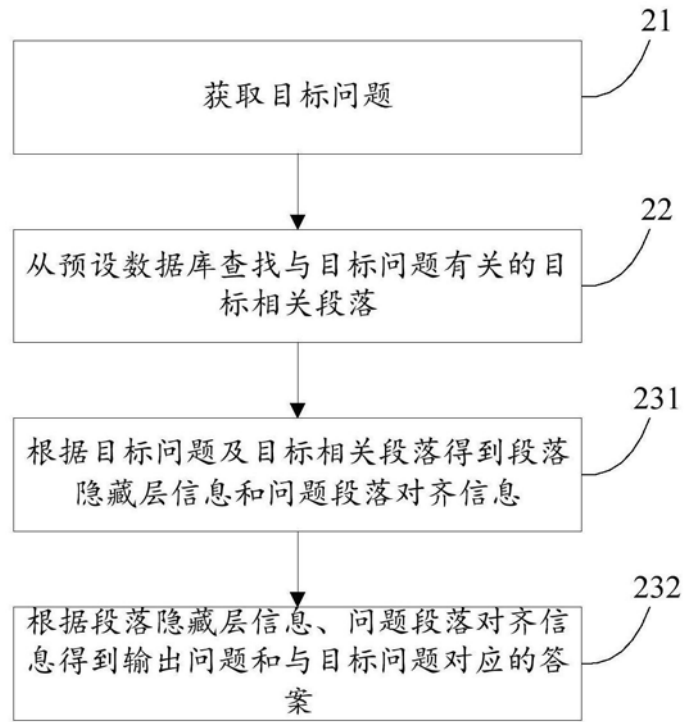 21
获取目标问题
22
从预设数据库查找与目标问题有关的目
标相关段落
231
根据目标问题及目标相关段落得到段落
隐藏层信息和问题段落对齐信息
232
根据段落隐藏层信息、问题段落对齐信
息得到输出问题和与目标问题对应的答
案